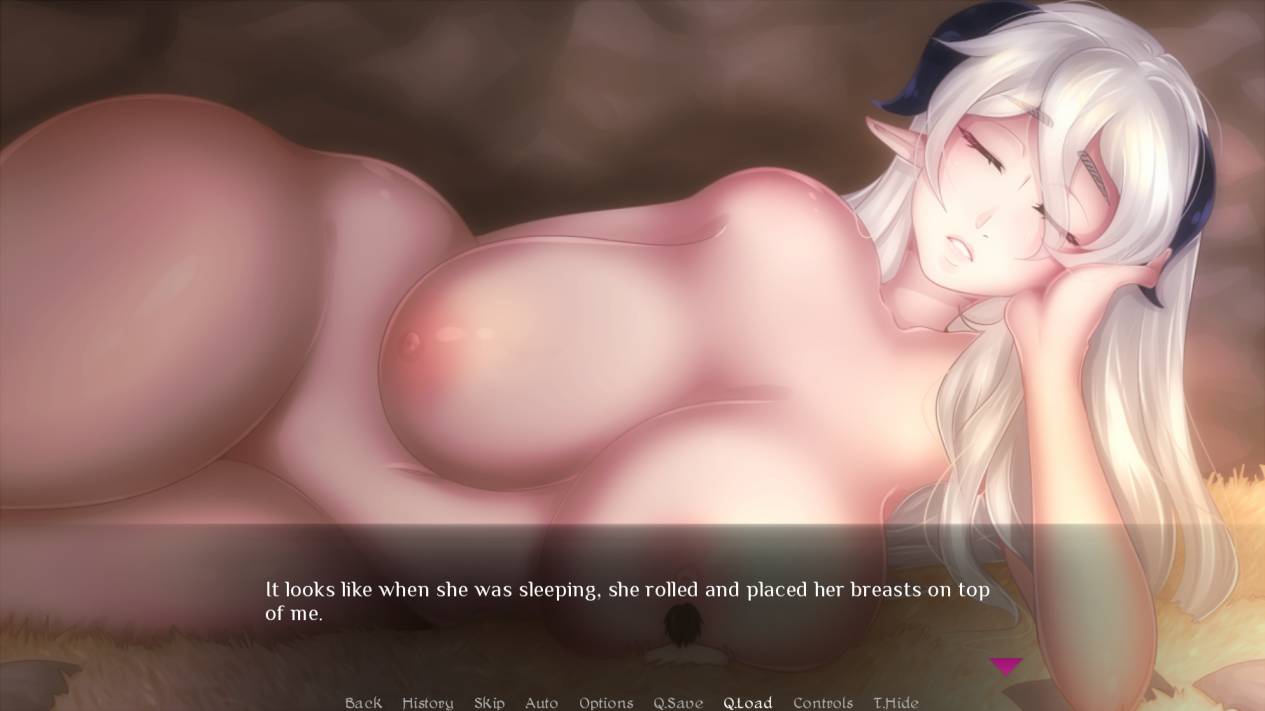 It looks like when she was sleeping, she rolled and placed her breasts on top
of me.
Back History Skip Auto Options Q.Save Q.Load Controls T.Hide